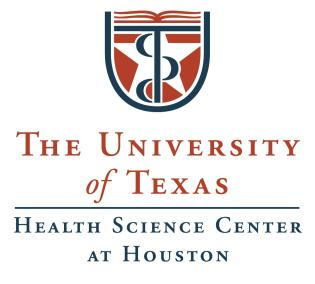 THE UNIVERSITY
of TEXAS
HEALTH SCIENCE CENTER
AT HOUSTON